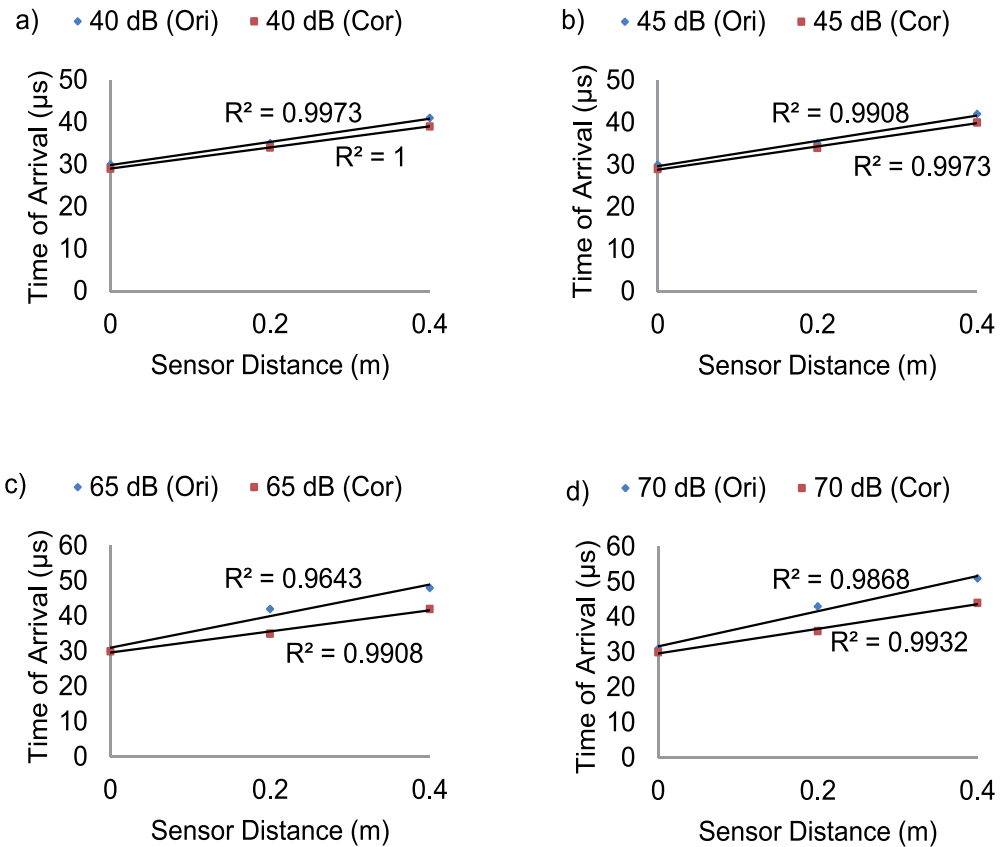 a) 40 dB (Ori) 40 dB (Cor)
50
40
30
20
10
0
Time of Arrival (μs)
R² = 0.9973
R² = 1
0 0.2 0.4
Sensor Distance (m)
b) 45 dB (Ori) 45 dB (Cor)
50
40
30
20
10
0
Time of Arrival (μs)
R² = 0.9908
R² = 0.9973
0 0.2 0.4
Sensor Distance (m)
c) 65 dB (Ori) 65 dB (Cor)
60
50
40
30
20
10
0
Time of Arrival (μs)
R² = 0.9643
R² = 0.9908
0 0.2 0.4
Sensor Distance (m)
d) 70 dB (Ori) 70 dB (Cor)
60
50
40
30
20
10
0
Time of Arrival (μs)
R² = 0.9868
R² = 0.9932
0 0.2 0.4
Sensor Distance (m)